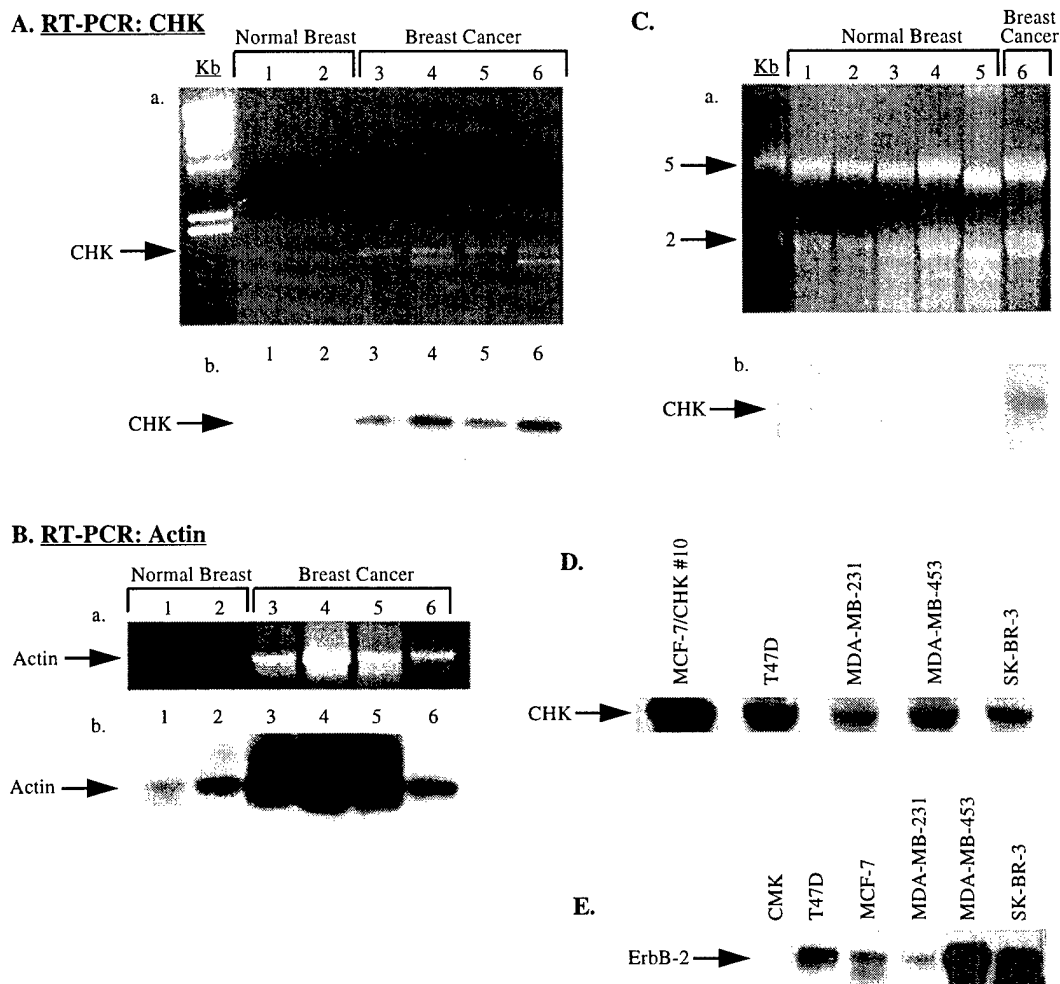 A. RT-PCR: CHK
Normal Breast
Breast Cancer
Kb 1 2 3 4 5 6
a.
CHK
1 2 3 4 5 6
b.
CHK
B. RT-PCR: Actin
Normal Breast
Breast Cancer
1 2 3 4 5 6
a.
Actin
1 2 3 4 5 6
b.
Actin
C.
Normal Breast
Breast
Cancer
Kb 1 2 3 4 5 6
a.
5
2
b.
CHK
D.
MCF-7/CHK #10
T47D
MDA-MB-231
MDA-MB-453
SK-BR-3
CHK
E.
CMK
T47D
MCF-7
MDA-MB-231
MDA-MB-453
SK-BR-3
ErbB-2